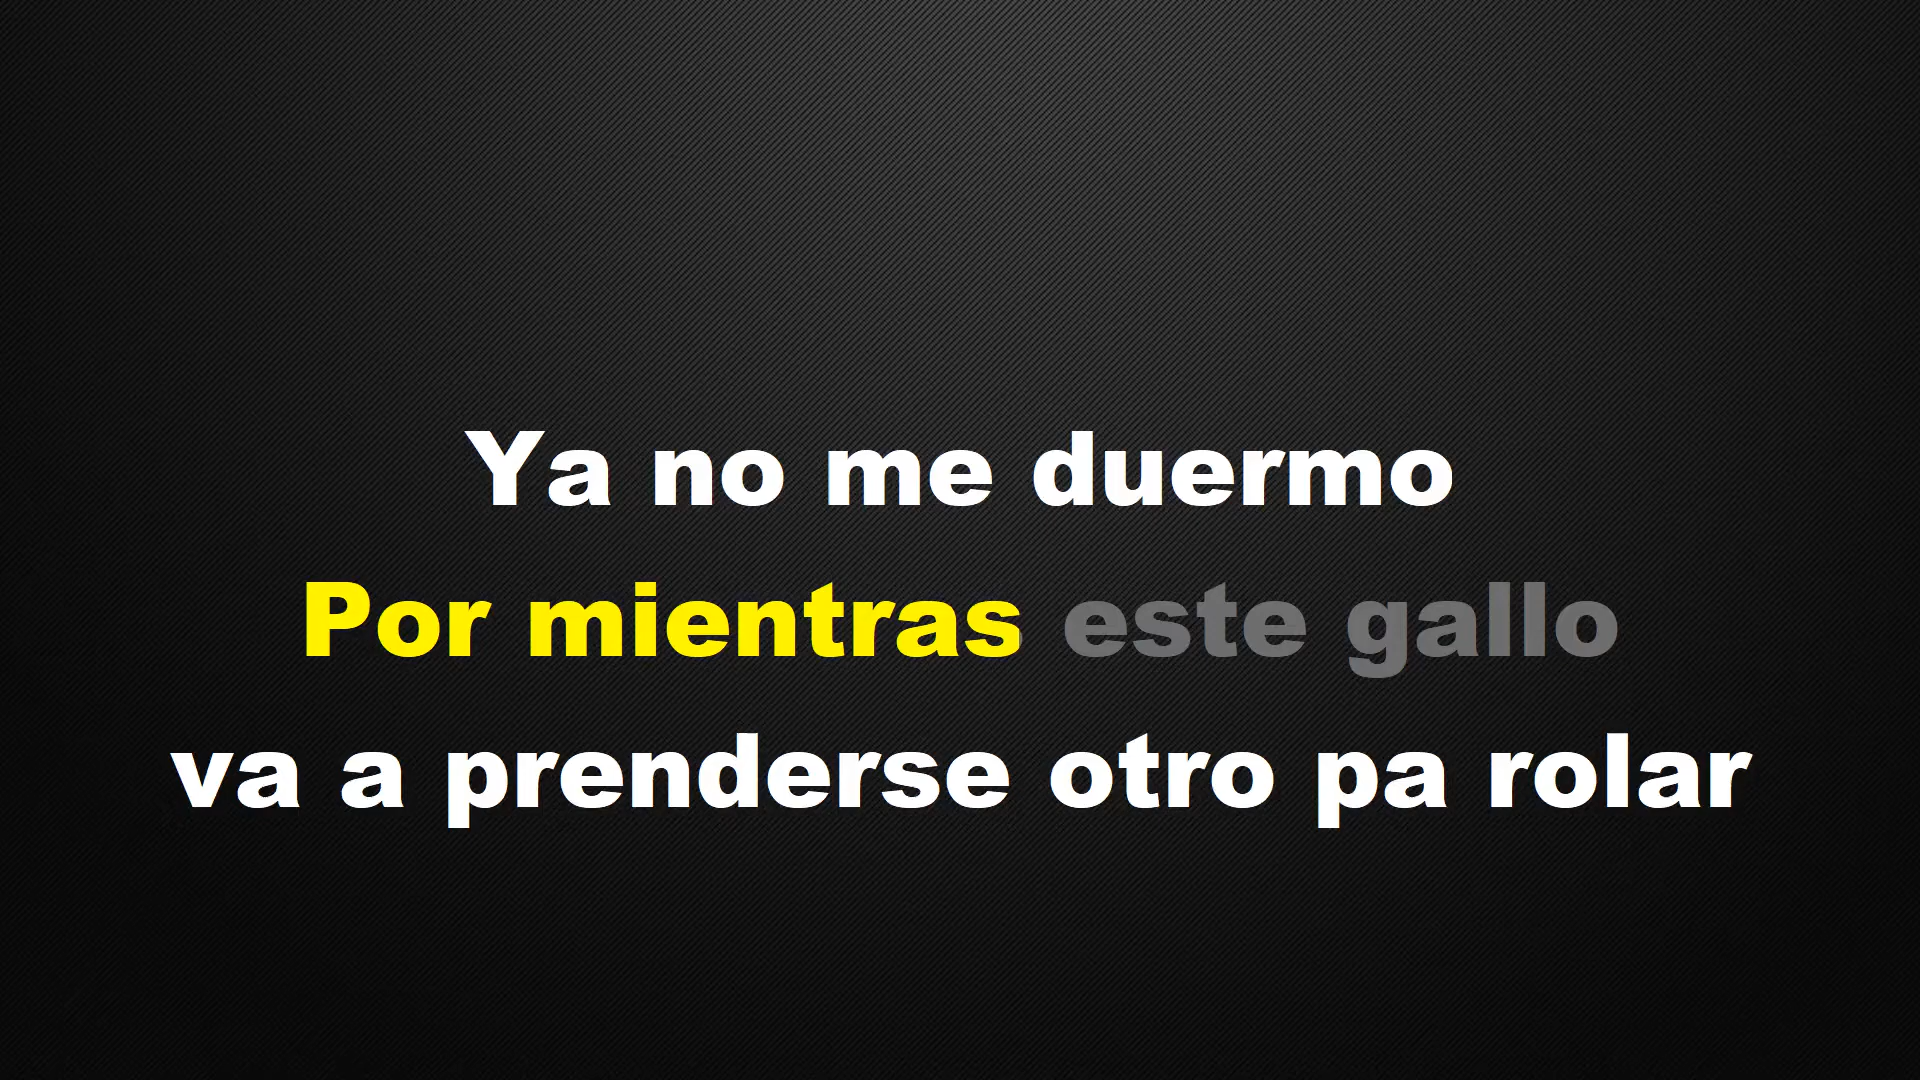 Ya no me duermo
Por mientras este gallo
va a prenderse otro pa rolar